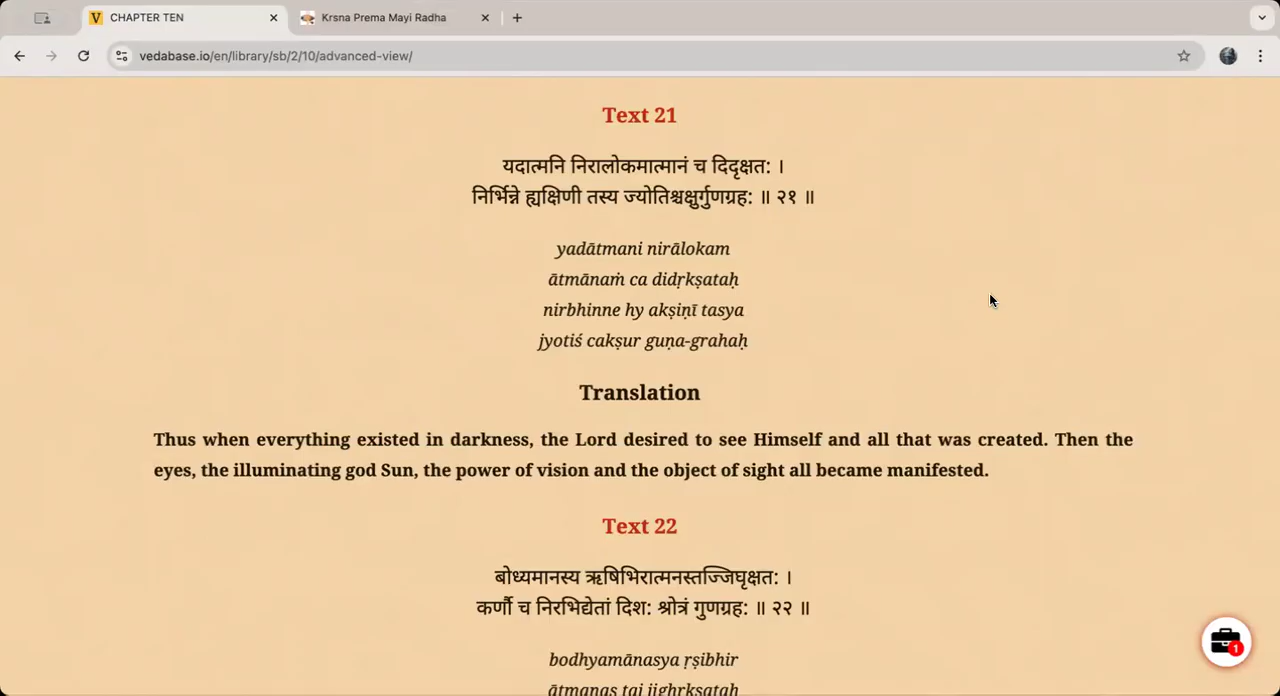 CHAPTER TEN
Krsna Prema Mayi Radha
vedabase.io/en/library/sb/2/10/advanced-view/
Text 21
यदात्मनि निरालोकमात्मानं च दिदृक्षत: ।
निर्भिन्ने ह्यक्षिणी तस्य ज्योतिश्चक्षुर्गुणग्रह: ॥ २१ ॥
yadātmani nirālokam
ātmānaṁ ca didṛkṣataḥ
nirbhinne hy akṣiṇī tasya
jyotiś cakṣur guṇa-grahaḥ
Translation
Thus when everything existed in darkness, the Lord desired to see Himself and all that was created. Then the
eyes, the illuminating god Sun, the power of vision and the object of sight all became manifested.
Text 22
बोध्यमानस्य ऋषिभिरात्मनस्तज्जिघृक्षत: ।
कर्णौ च निरभिद्येतां दिश: श्रोत्रं गुणग्रह: ॥ २२ ॥
bodhyamānasya ṛṣibhir
ātmanas taj jighṛkṣataḥ
1